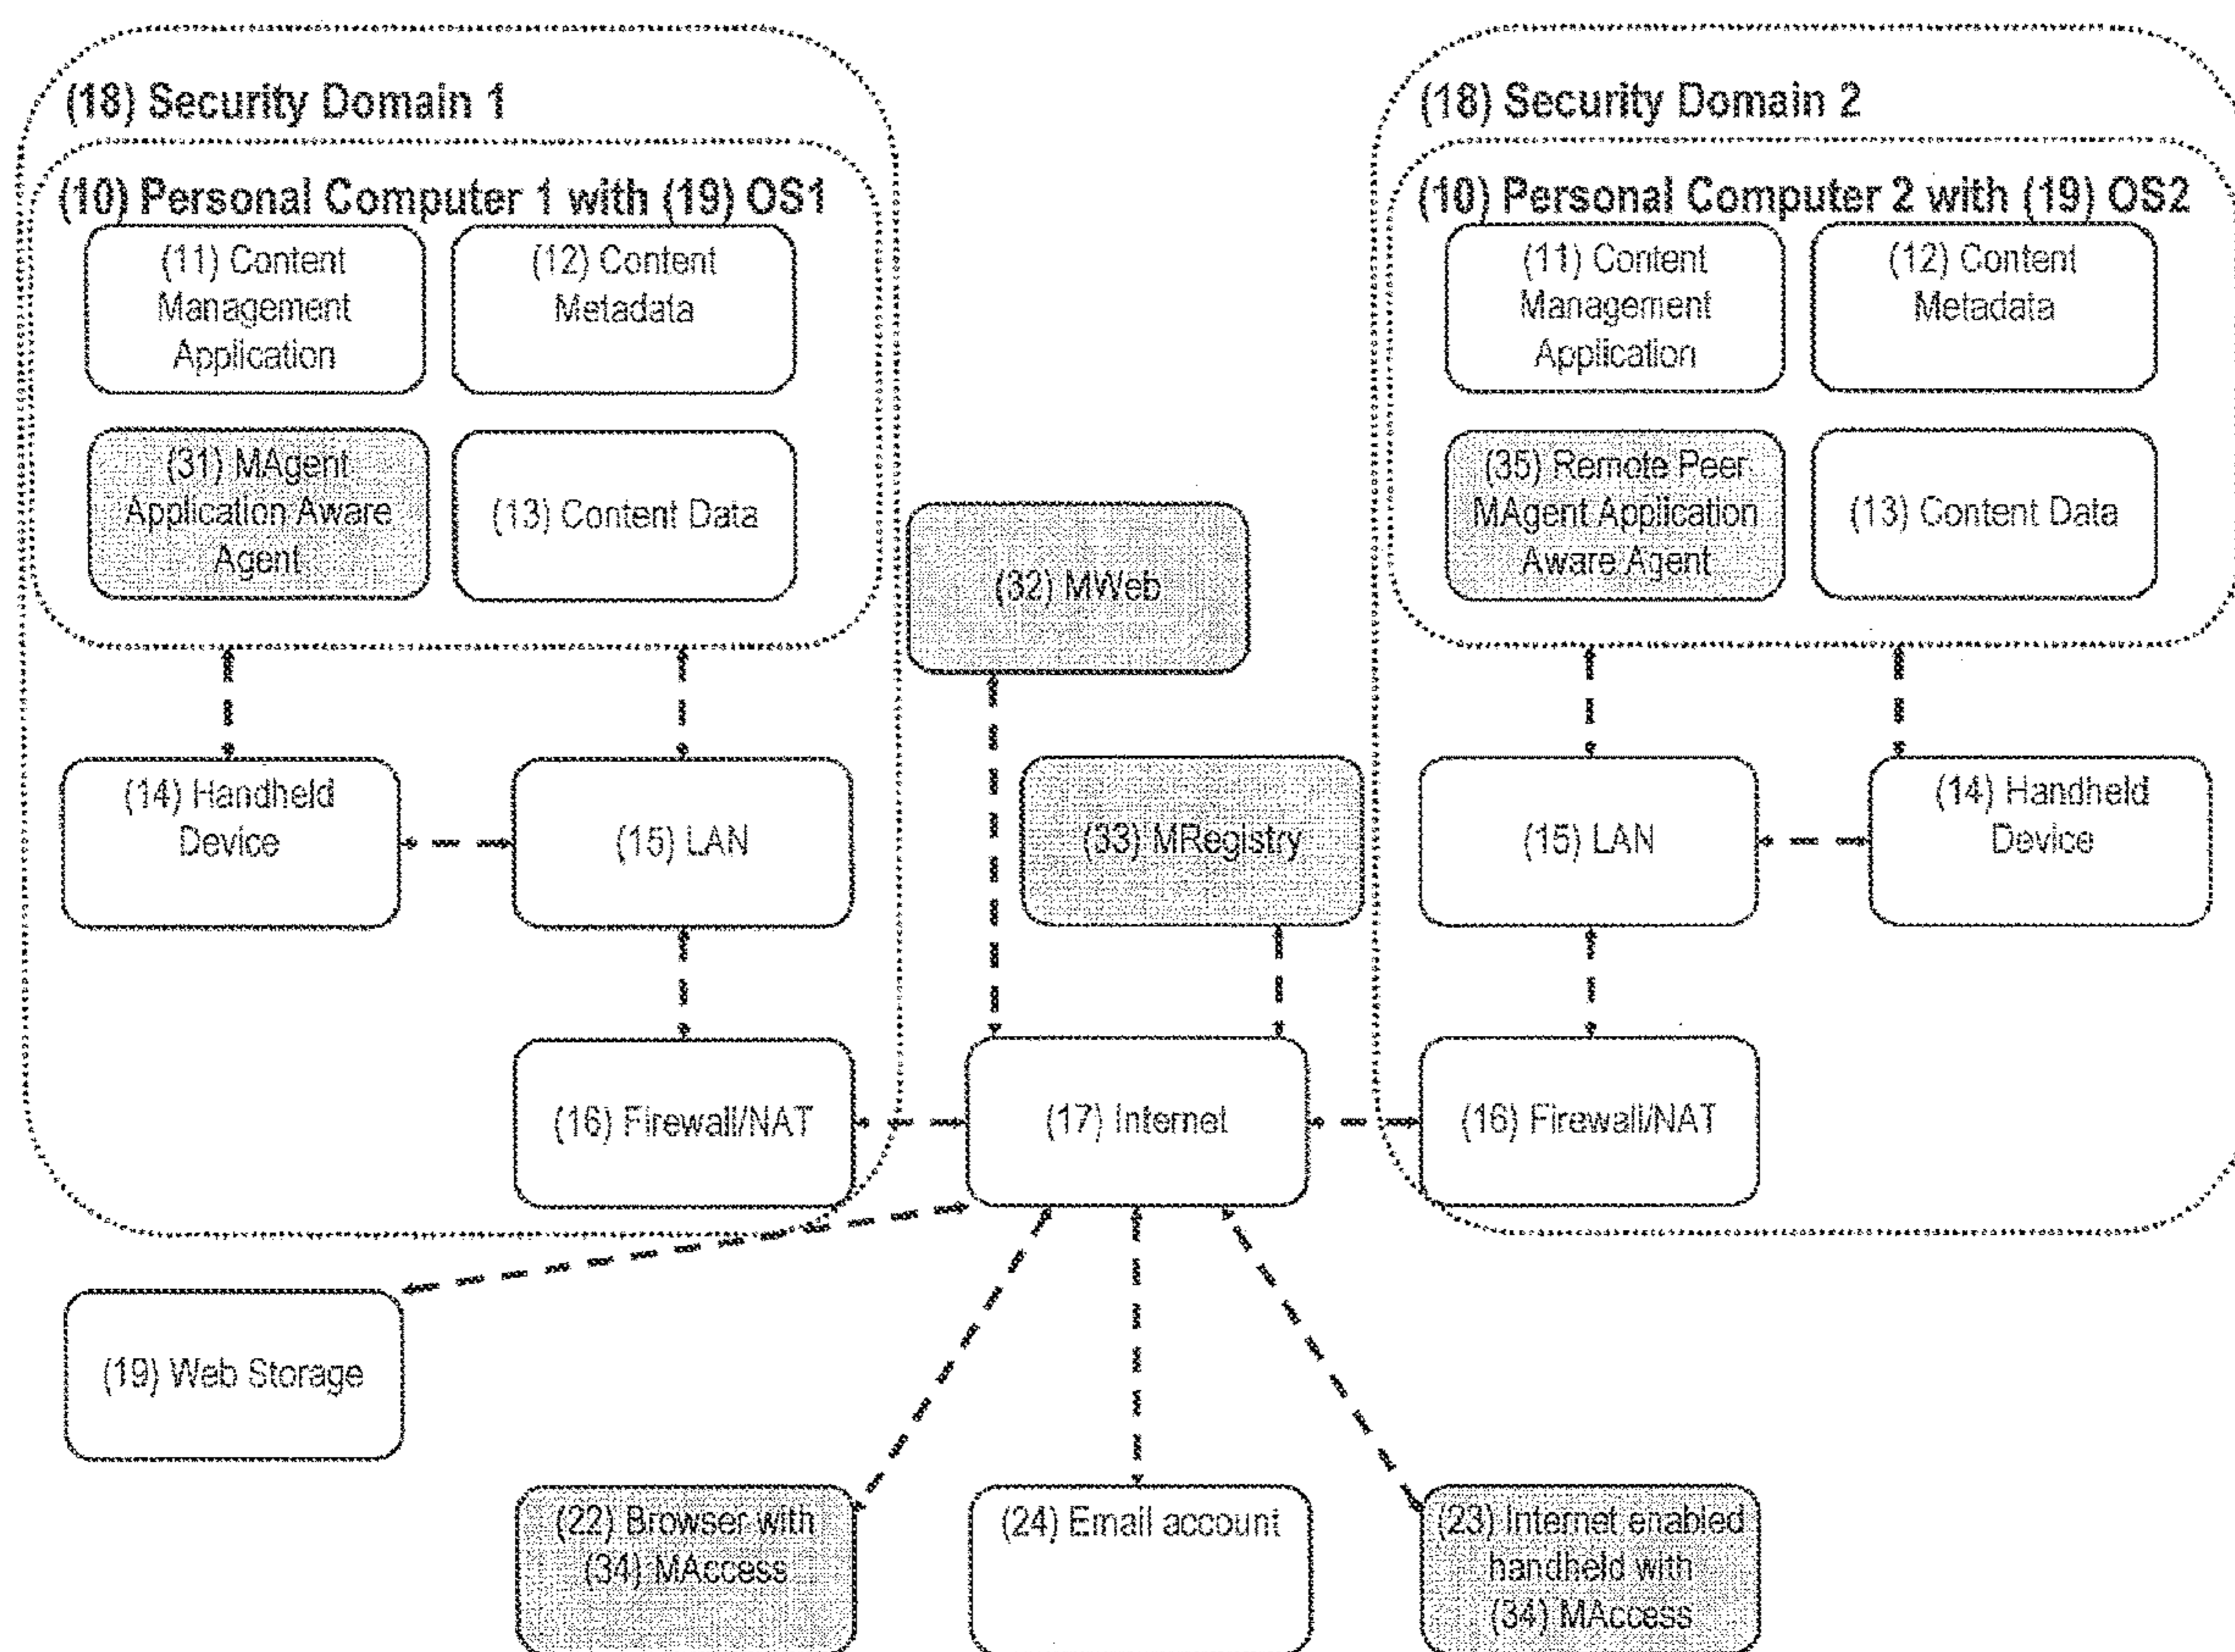 (18) Security Domain 1
(10) Personal Computer 1 with (19) OS1
(11) Content
Management
Application
(12) Content
Metadata
(31) MAgent
Application Aware
Agent
(13) Content Data
(14) Handheld
Device
(15) LAN
(16) Firewall/NAT
(32) MWeb
(33) MRegistry
(17) Internet
(18) Security Domain 2
(10) Personal Computer 2 with (19) OS2
(11) Content
Management
Application
(12) Content
Metadata
(35) Remote Peer
MAgent Application
Aware Agent
(13) Content Data
(15) LAN
(14) Handheld
Device
(16) Firewall/NAT
(19) Web Storage
(22) Browser with
(34) MAccess
(24) Email account
(23) Internet enabled
handheld with
(34) MAccess